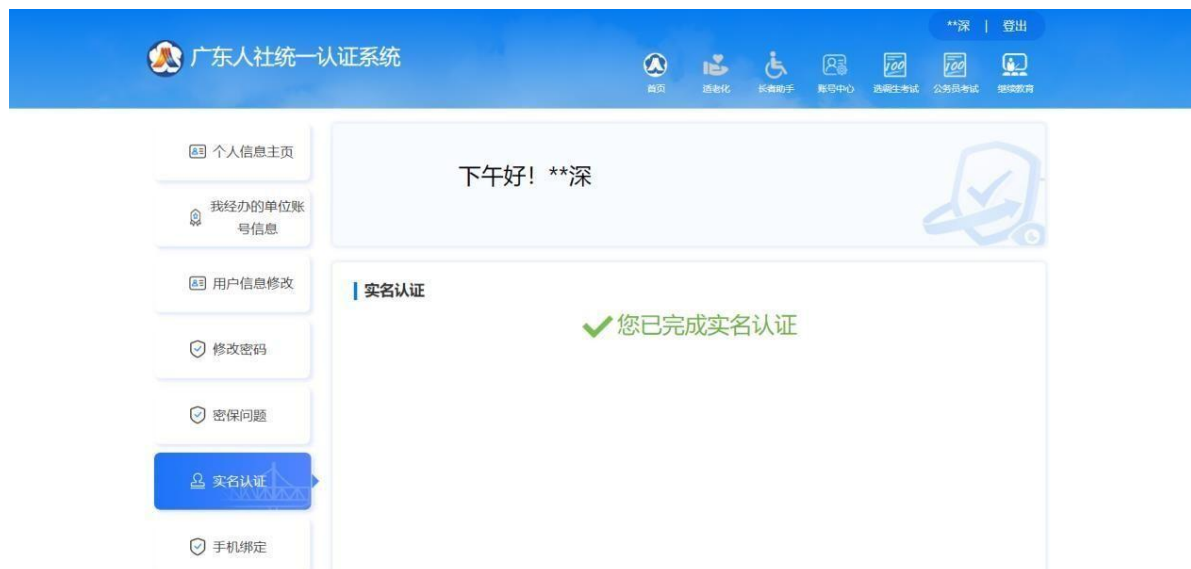 **深 | 登出
广东人社统一认证系统
首页 适老化 长者助手 账号中心 选调生考试 公务员考试 继续教育
个人信息主页
我经办的单位账
号信息
用户信息修改
修改密码
密保问题
实名认证
手机绑定
下午好！**深
实名认证
您已完成实名认证